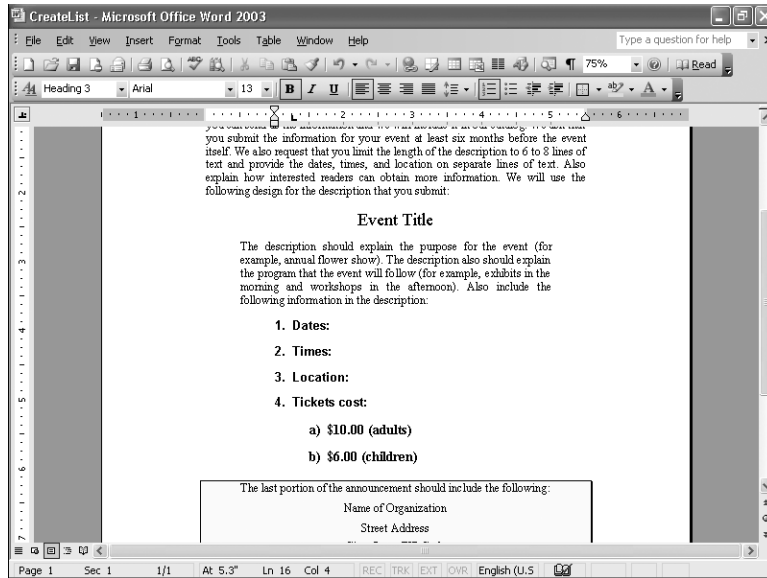 CreateList - Microsoft Office Word 2003
File Edit View Insert Format Tools Table Window Help Type a question for help
75% Read
Heading 3 Arial 13 B I U
1 1 2 3 4 5 6
you submit the information for your event at least six months before the event
itself. We also request that you limit the length of the description to 6 to 8 lines of
text and provide the dates, times, and location on separate lines of text. Also
explain how interested readers can obtain more information. We will use the
following design for the description that you submit:
Event Title
The description should explain the purpose for the event (for
example, annual flower show). The description also should explain
the program that the event will follow (for example, exhibits in the
morning and workshops in the afternoon). Also include the
following information in the description:
1. Dates:
2. Times:
3. Location:
4. Tickets cost:
a) $10.00 (adults)
b) $6.00 (children)
The last portion of the announcement should include the following:
Name of Organization
Street Address
Page 1 Sec 1 1/1 At 5.3" Ln 16 Col 4 REC TRK EXT OVR English (U.S